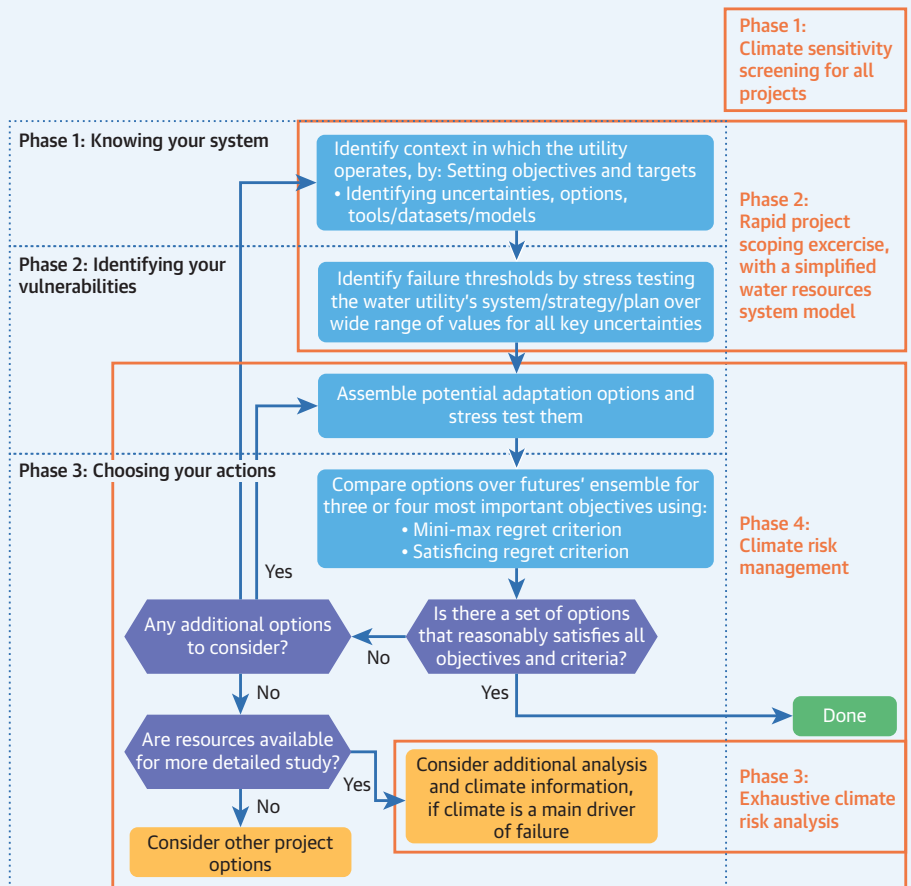 Phase 1:
Climate sensitivity
screening for all
projects
Phase 1: Knowing your system
Identify context in which the utility
operates, by: Setting objectives and targets
• Identifying uncertainties, options,
tools/datasets/models
Phase 2:
Rapid project
scoping excercise,
with a simplified
water resources
system model
Phase 2: Identifying your
vulnerabilities
Identify failure thresholds by stress testing
the water utility's system/strategy/plan over
wide range of values for all key uncertainties
Assemble potential adaptation options and
stress test them
Phase 3: Choosing your actions
Compare options over futures' ensemble for
three or four most important objectives using:
• Mini-max regret criterion
• Satisficing regret criterion
Phase 4:
Climate risk
management
Yes
Any additional options
to consider?
No
Is there a set of options
that reasonably satisfies all
objectives and criteria?
No
Yes
Done
Are resources available
for more detailed study?
Yes
Consider additional analysis
and climate information,
if climate is a main driver
of failure
Phase 3:
Exhaustive climate
risk analysis
No
Consider other project
options